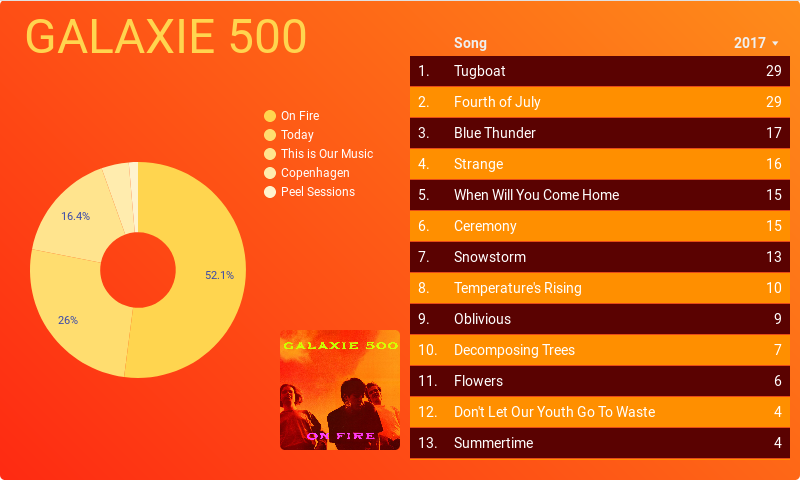 GALAXIE 500
On Fire
Today
This is Our Music
Copenhagen
Peel Sessions
16.4%
52.1%
26%
GALAXIE 500
ON FIRE
Song 2017
1. Tugboat 29
2. Fourth of July 29
3. Blue Thunder 17
4. Strange 16
5. When Will You Come Home 15
6. Ceremony 15
7. Snowstorm 13
8. Temperature's Rising 10
9. Oblivious 9
10. Decomposing Trees 7
11. Flowers 6
12. Don't Let Our Youth Go To Waste 4
13. Summertime 4